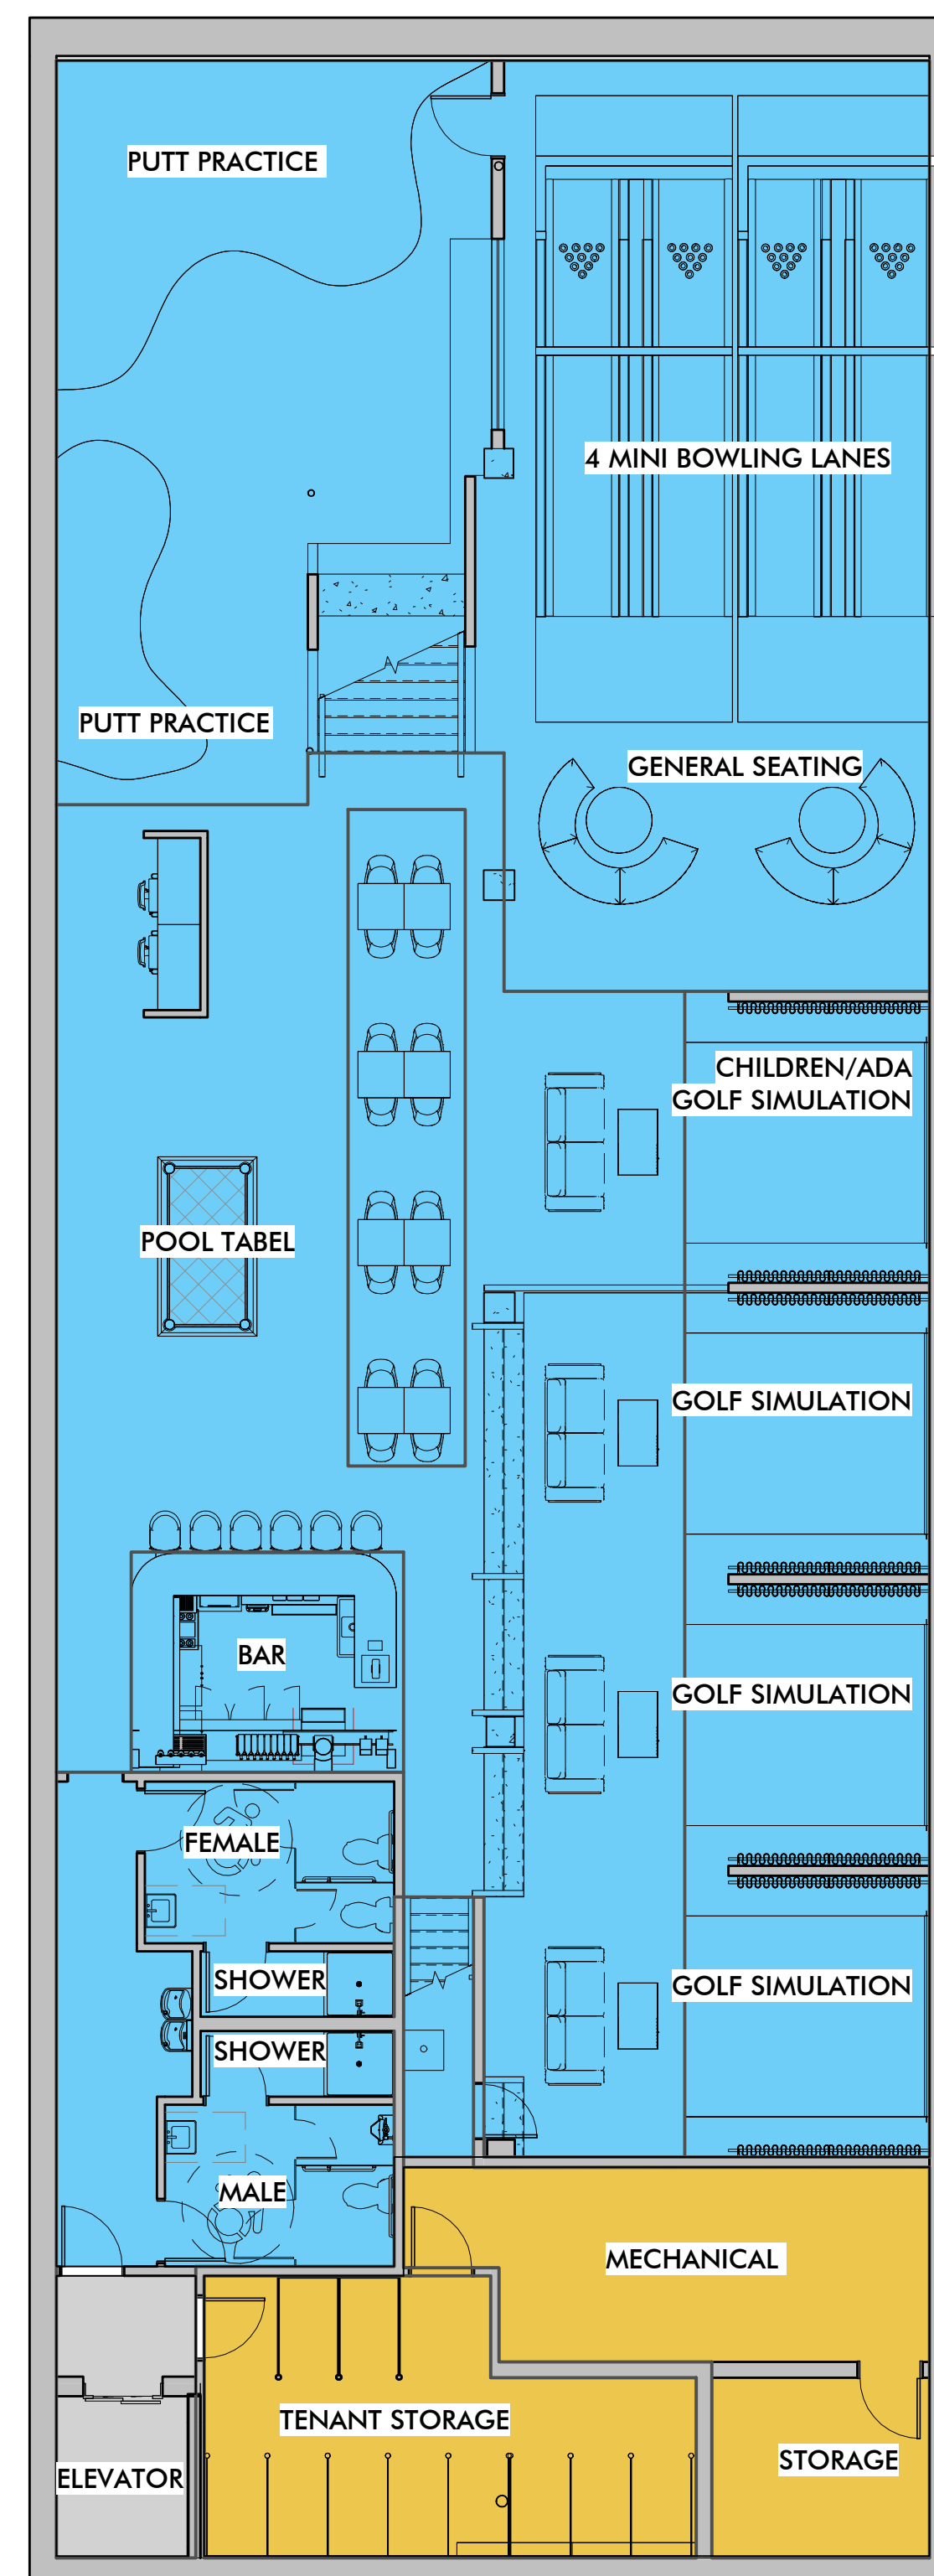 PUTT PRACTICE
4 MINI BOWLING LANES
PUTT PRACTICE
GENERAL SEATING
CHILDREN/ADA
GOLF SIMULATION
POOL TABEL
GOLF SIMULATION
BAR
GOLF SIMULATION
FEMALE
SHOWER
GOLF SIMULATION
SHOWER
MALE
MECHANICAL
TENANT STORAGE
STORAGE
ELEVATOR